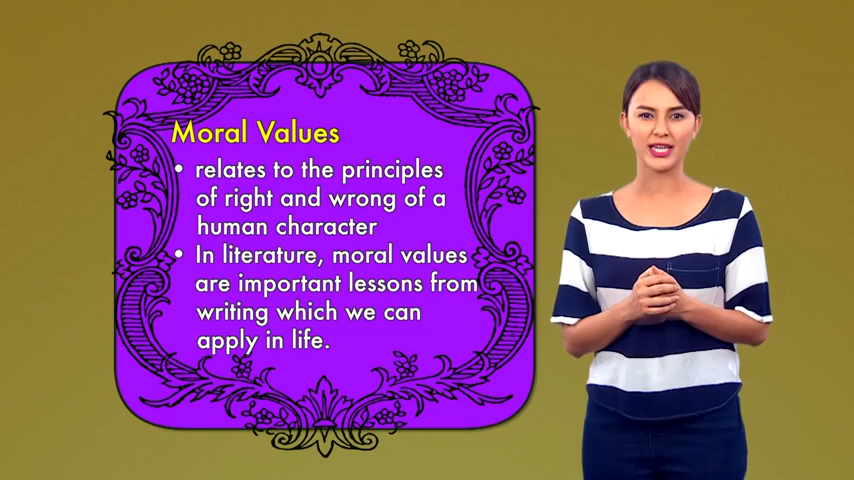 Moral Values
• relates to the principles
of right and wrong of a
human character
• In literature, moral values
are important lessons from
writing which we can
apply in life.